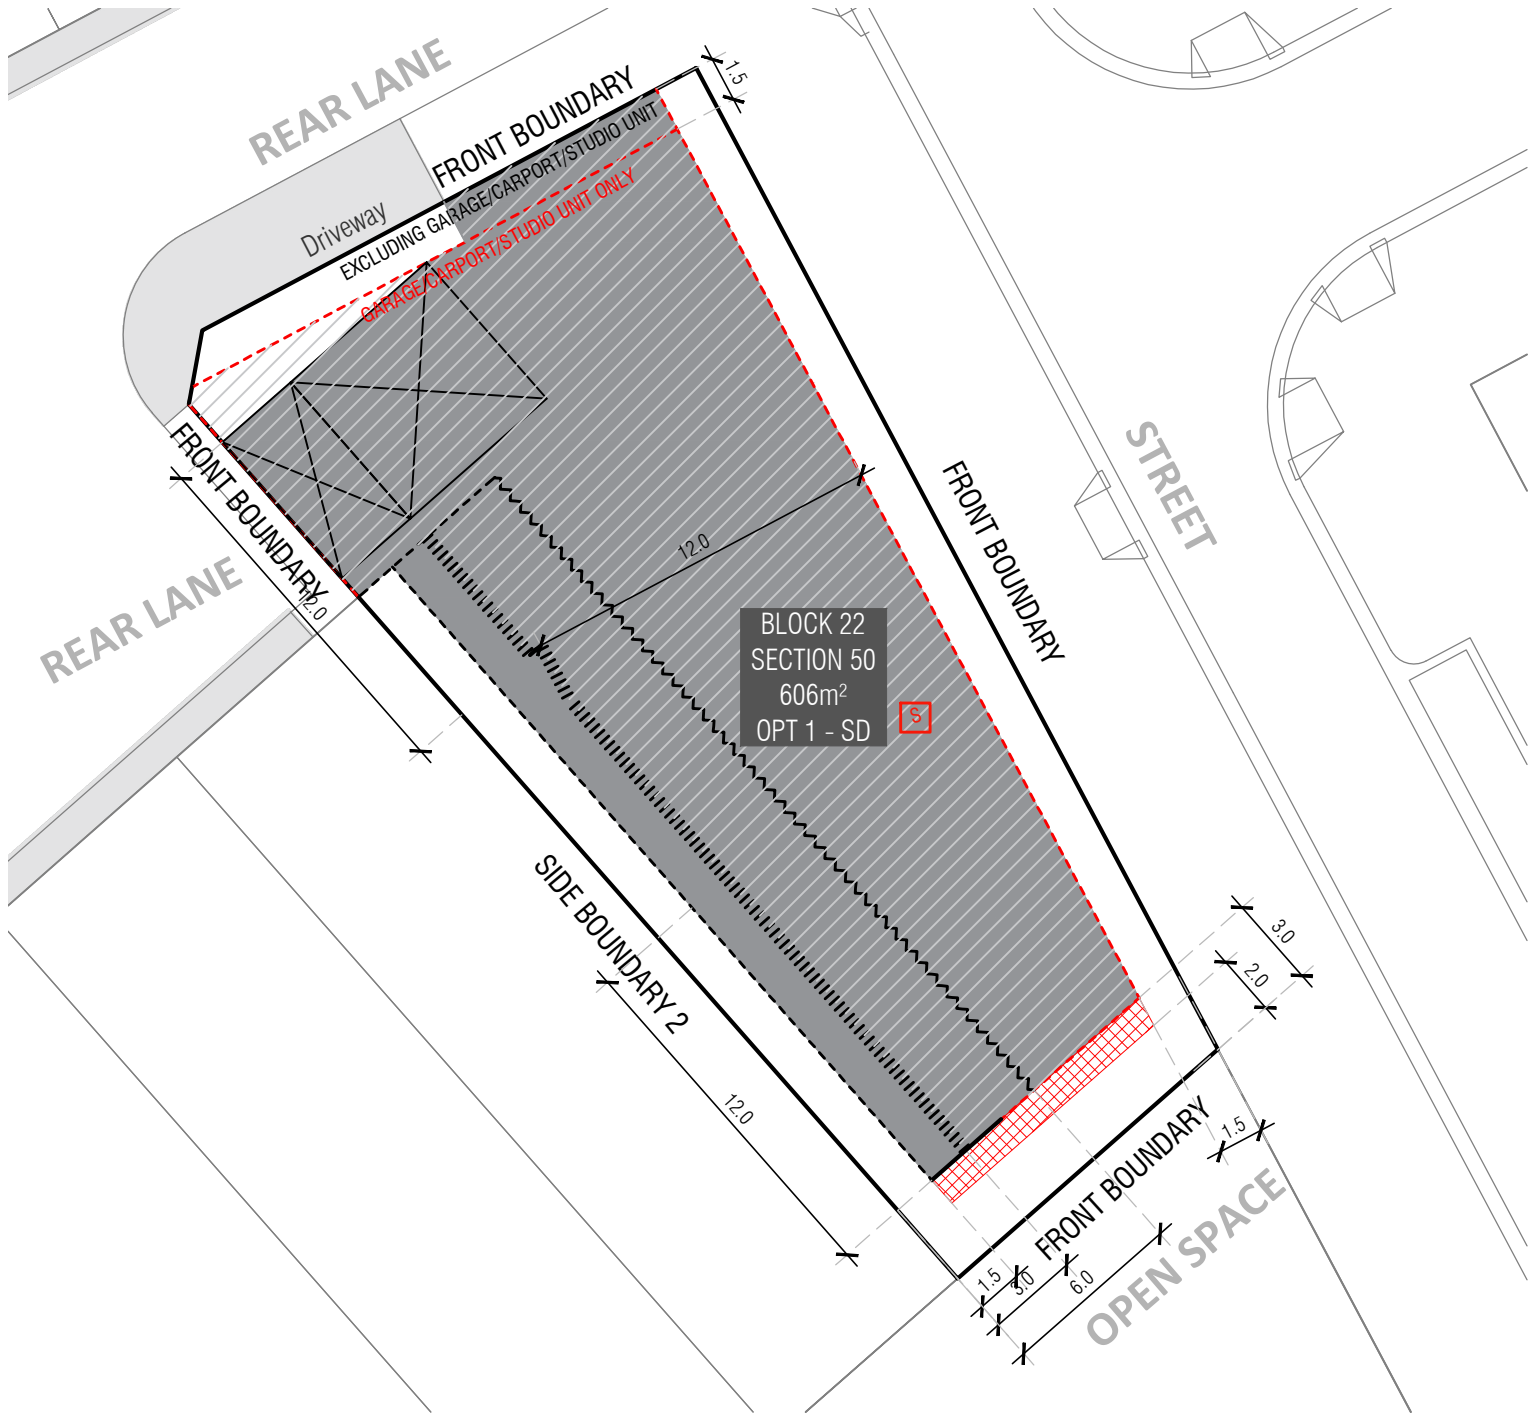 REAR LANE
FRONT BOUNDARY
1.5
EXCLUDING GARAGE/CARPORT/STUDIO UNIT
GARAGE/CARPORT/STUDIO UNIT ONLY
Driveway
FRONT BOUNDARY
12.0
REAR LANE
12.0
STREET
FRONT BOUNDARY
BLOCK 22
SECTION 50
606m²
OPT 1 - SD
S
SIDE BOUNDARY 2
12.0
3.0
2.0
1.5
FRONT BOUNDARY
OPEN SPACE
1.5
3.0
6.0